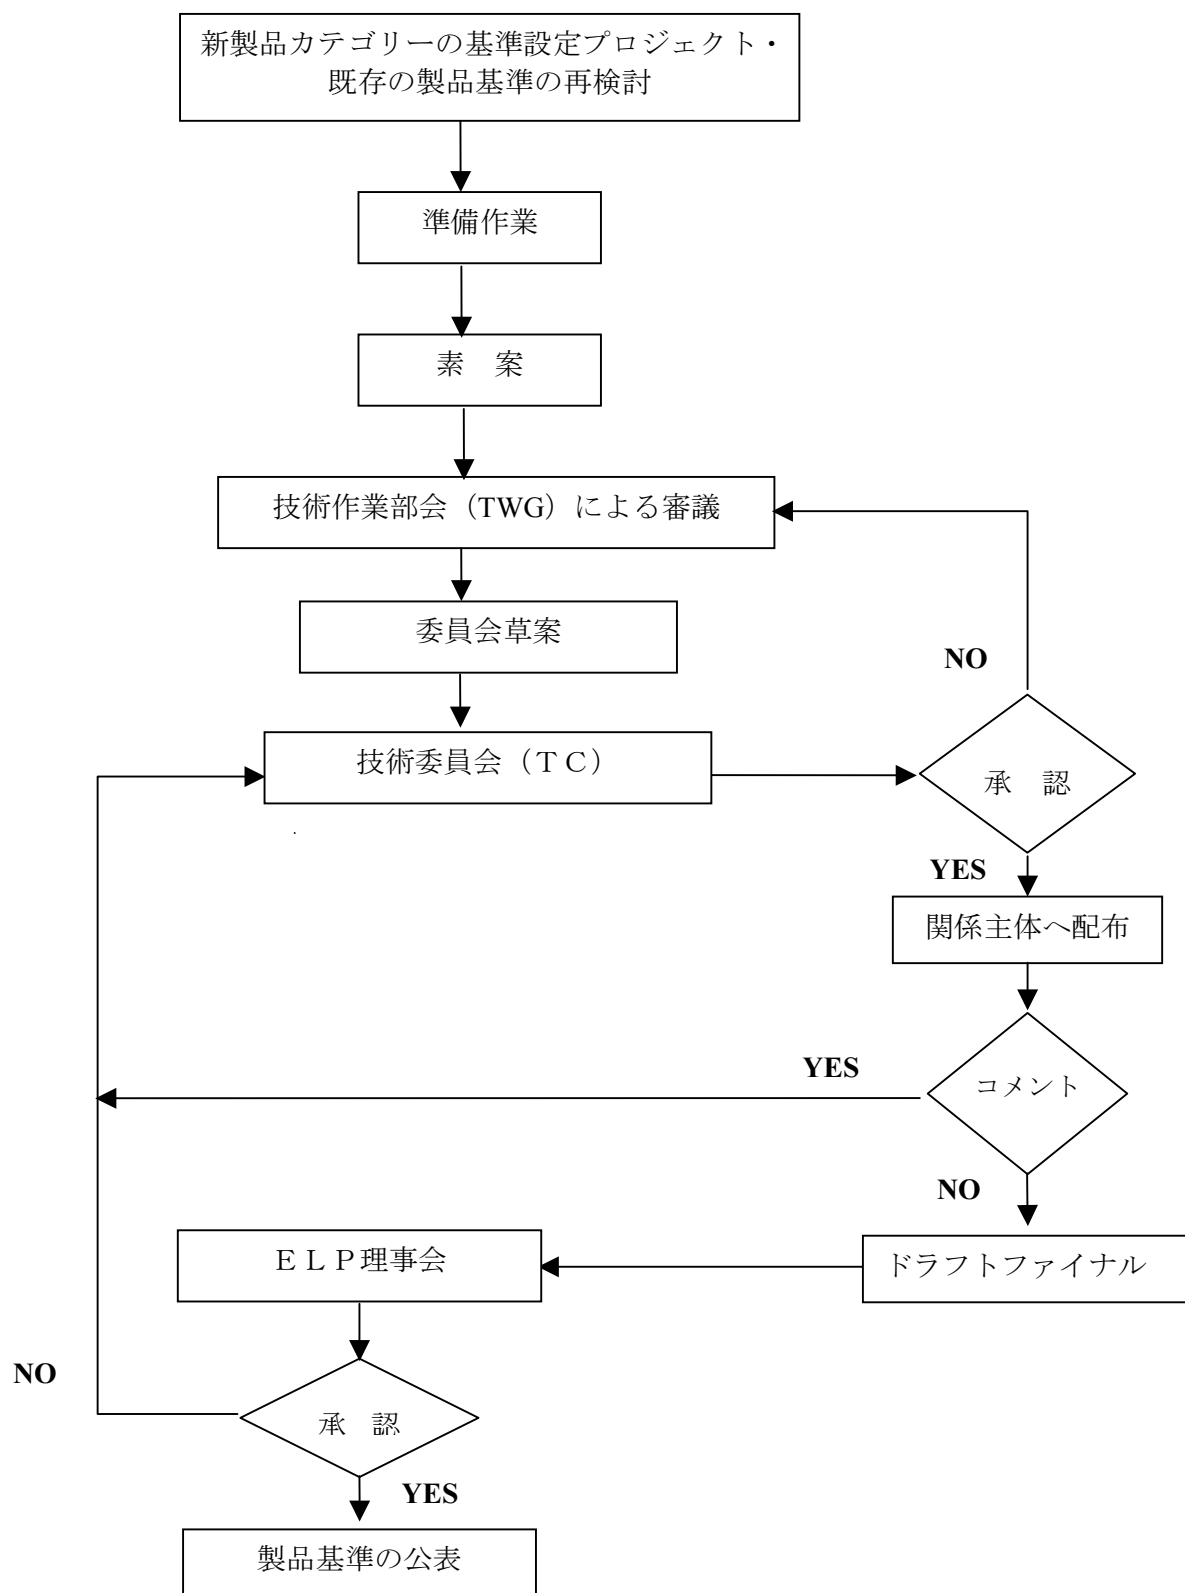 新製品カテゴリーの基準設定プロジェクト・
既存の製品基準の再検討
準備作業
素　案
技術作業部会（TWG）による審議
委員会草案
NO
技術委員会（ＴＣ）
承　認
YES
関係主体へ配布
YES
コメント
NO
ＥＬＰ理事会
ドラフトファイナル
NO
承　認
YES
製品基準の公表